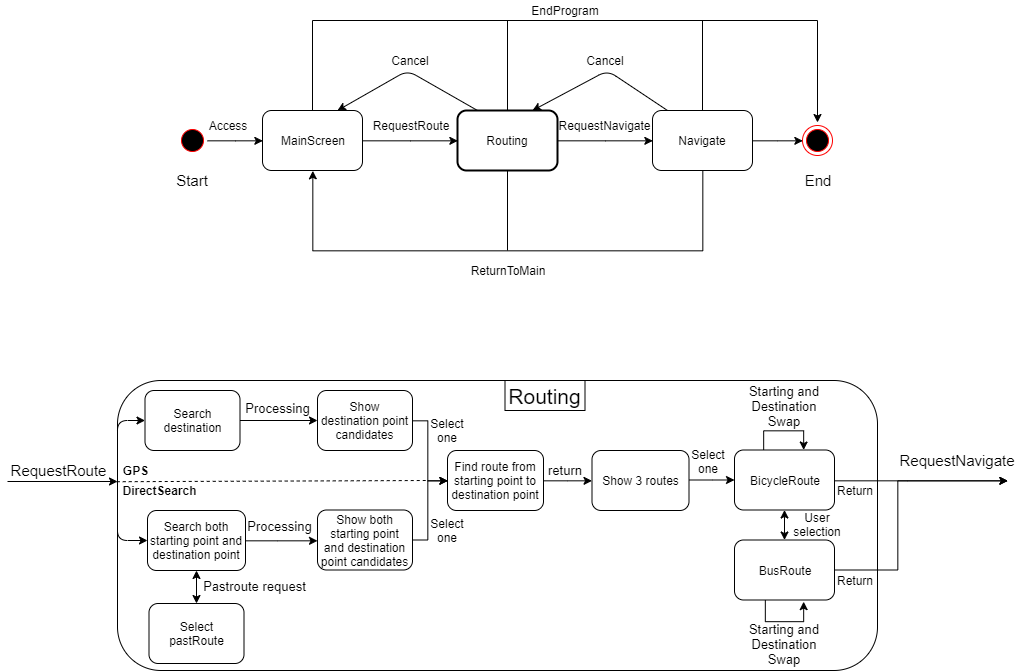 EndProgram
Cancel
Cancel
Access
RequestRoute
RequestNavigate
MainScreen
Routing
Navigate
Start
End
ReturnToMain
Routing
Starting and
Destination
Swap
Search
destination
Processing
Show
destination point
candidates
Select
one
RequestRoute
GPS
DirectSearch
Find route from
starting point to
destination point
return
Show 3 routes
Select
one
BicycleRoute
Return
RequestNavigate
Search both
starting point and
destination point
Processing
Show both
starting point
and destination
point candidates
Select
one
User
selection
BusRoute
Return
Pastroute request
Select
pastRoute
Starting and
Destination
Swap